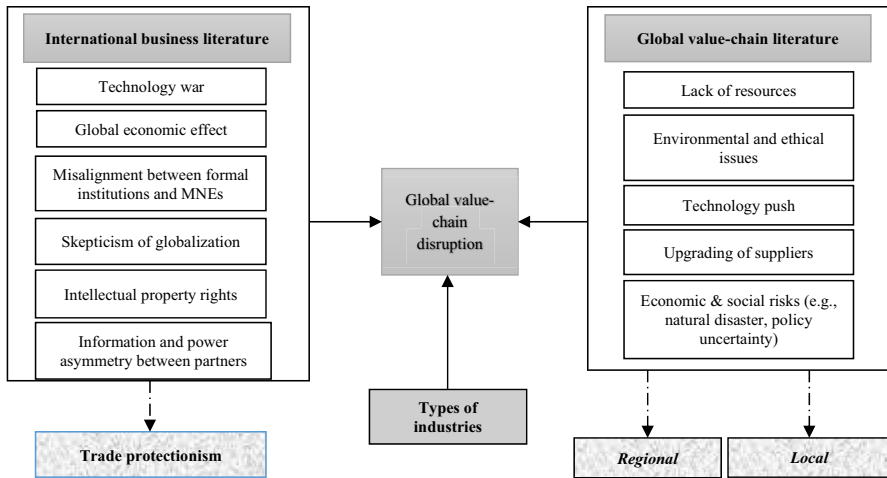 International business literature
Technology war
Global economic effect
Misalignment between formal
institutions and MNEs
Skepticism of globalization
Intellectual property rights
Information and power
asymmetry between partners
Trade protectionism
Global value-
chain
disruption
Types of
industries
Global value-chain literature
Lack of resources
Environmental and ethical
issues
Technology push
Upgrading of suppliers
Economic & social risks (e.g.,
natural disaster, policy
uncertainty)
Regional
Local